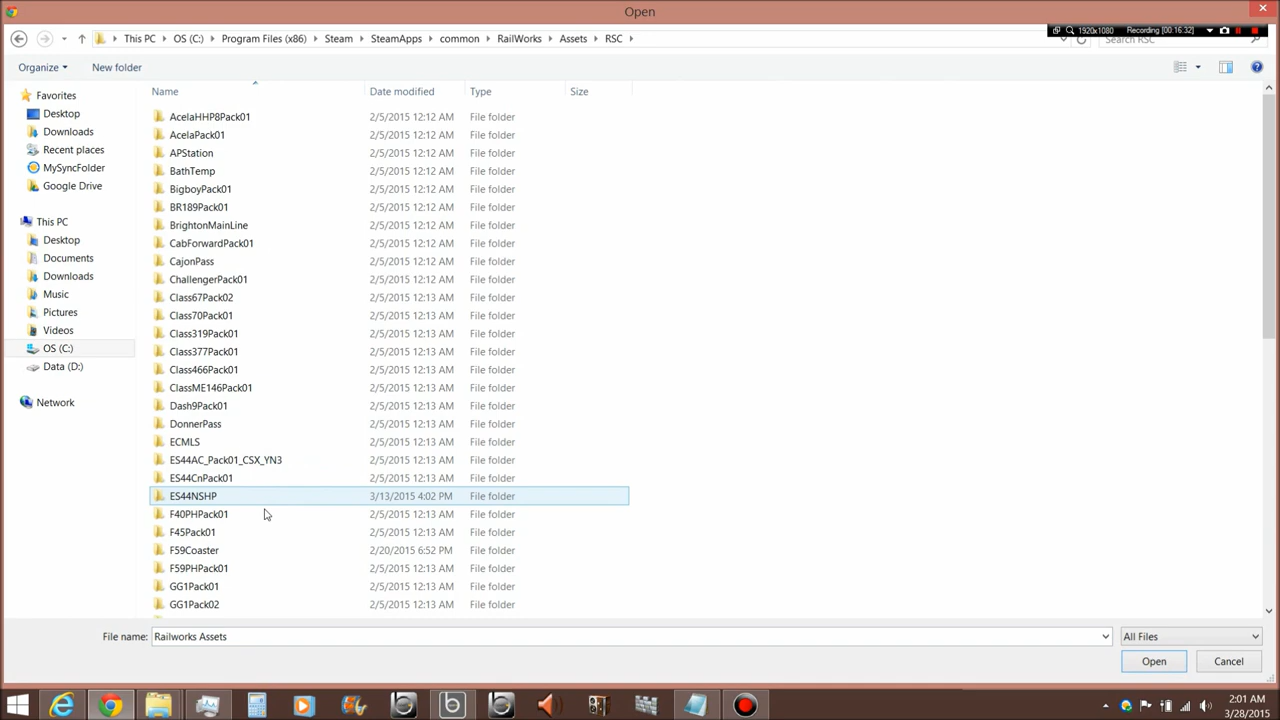 Open
This PC OS (C:) Program Files (x86) Steam SteamApps common RailWorks Assets RSC
1920x1080 Recording [00:16:32]
Search RSC
Organize New folder
Name Date modified Type Size
Favorites
Desktop
Downloads
Recent places
MySyncFolder
Google Drive
This PC
Desktop
Documents
Downloads
Music
Pictures
Videos
OS (C:)
Data (D:)
Network
AcelaHHP8Pack01 2/5/2015 12:12 AM File folder
AcelaPack01 2/5/2015 12:12 AM File folder
APStation 2/5/2015 12:12 AM File folder
BathTemp 2/5/2015 12:12 AM File folder
BigboyPack01 2/5/2015 12:12 AM File folder
BR189Pack01 2/5/2015 12:12 AM File folder
BrightonMainLine 2/5/2015 12:12 AM File folder
CabForwardPack01 2/5/2015 12:12 AM File folder
CajonPass 2/5/2015 12:12 AM File folder
ChallengerPack01 2/5/2015 12:12 AM File folder
Class67Pack02 2/5/2015 12:13 AM File folder
Class70Pack01 2/5/2015 12:13 AM File folder
Class319Pack01 2/5/2015 12:13 AM File folder
Class377Pack01 2/5/2015 12:13 AM File folder
Class466Pack01 2/5/2015 12:13 AM File folder
ClassME146Pack01 2/5/2015 12:13 AM File folder
Dash9Pack01 2/5/2015 12:13 AM File folder
DonnerPass 2/5/2015 12:13 AM File folder
ECMLS 2/5/2015 12:13 AM File folder
ES44AC_Pack01_CSX_YN3 2/5/2015 12:13 AM File folder
ES44CnPack01 2/5/2015 12:13 AM File folder
ES44NSHP 3/13/2015 4:02 PM File folder
F40PHPack01 2/5/2015 12:13 AM File folder
F45Pack01 2/5/2015 12:13 AM File folder
F59Coaster 2/20/2015 6:52 PM File folder
F59PHPack01 2/5/2015 12:13 AM File folder
GG1Pack01 2/5/2015 12:13 AM File folder
GG1Pack02 2/5/2015 12:13 AM File folder
File name: Railworks Assets All Files
Open Cancel
2:01 AM
3/28/2015